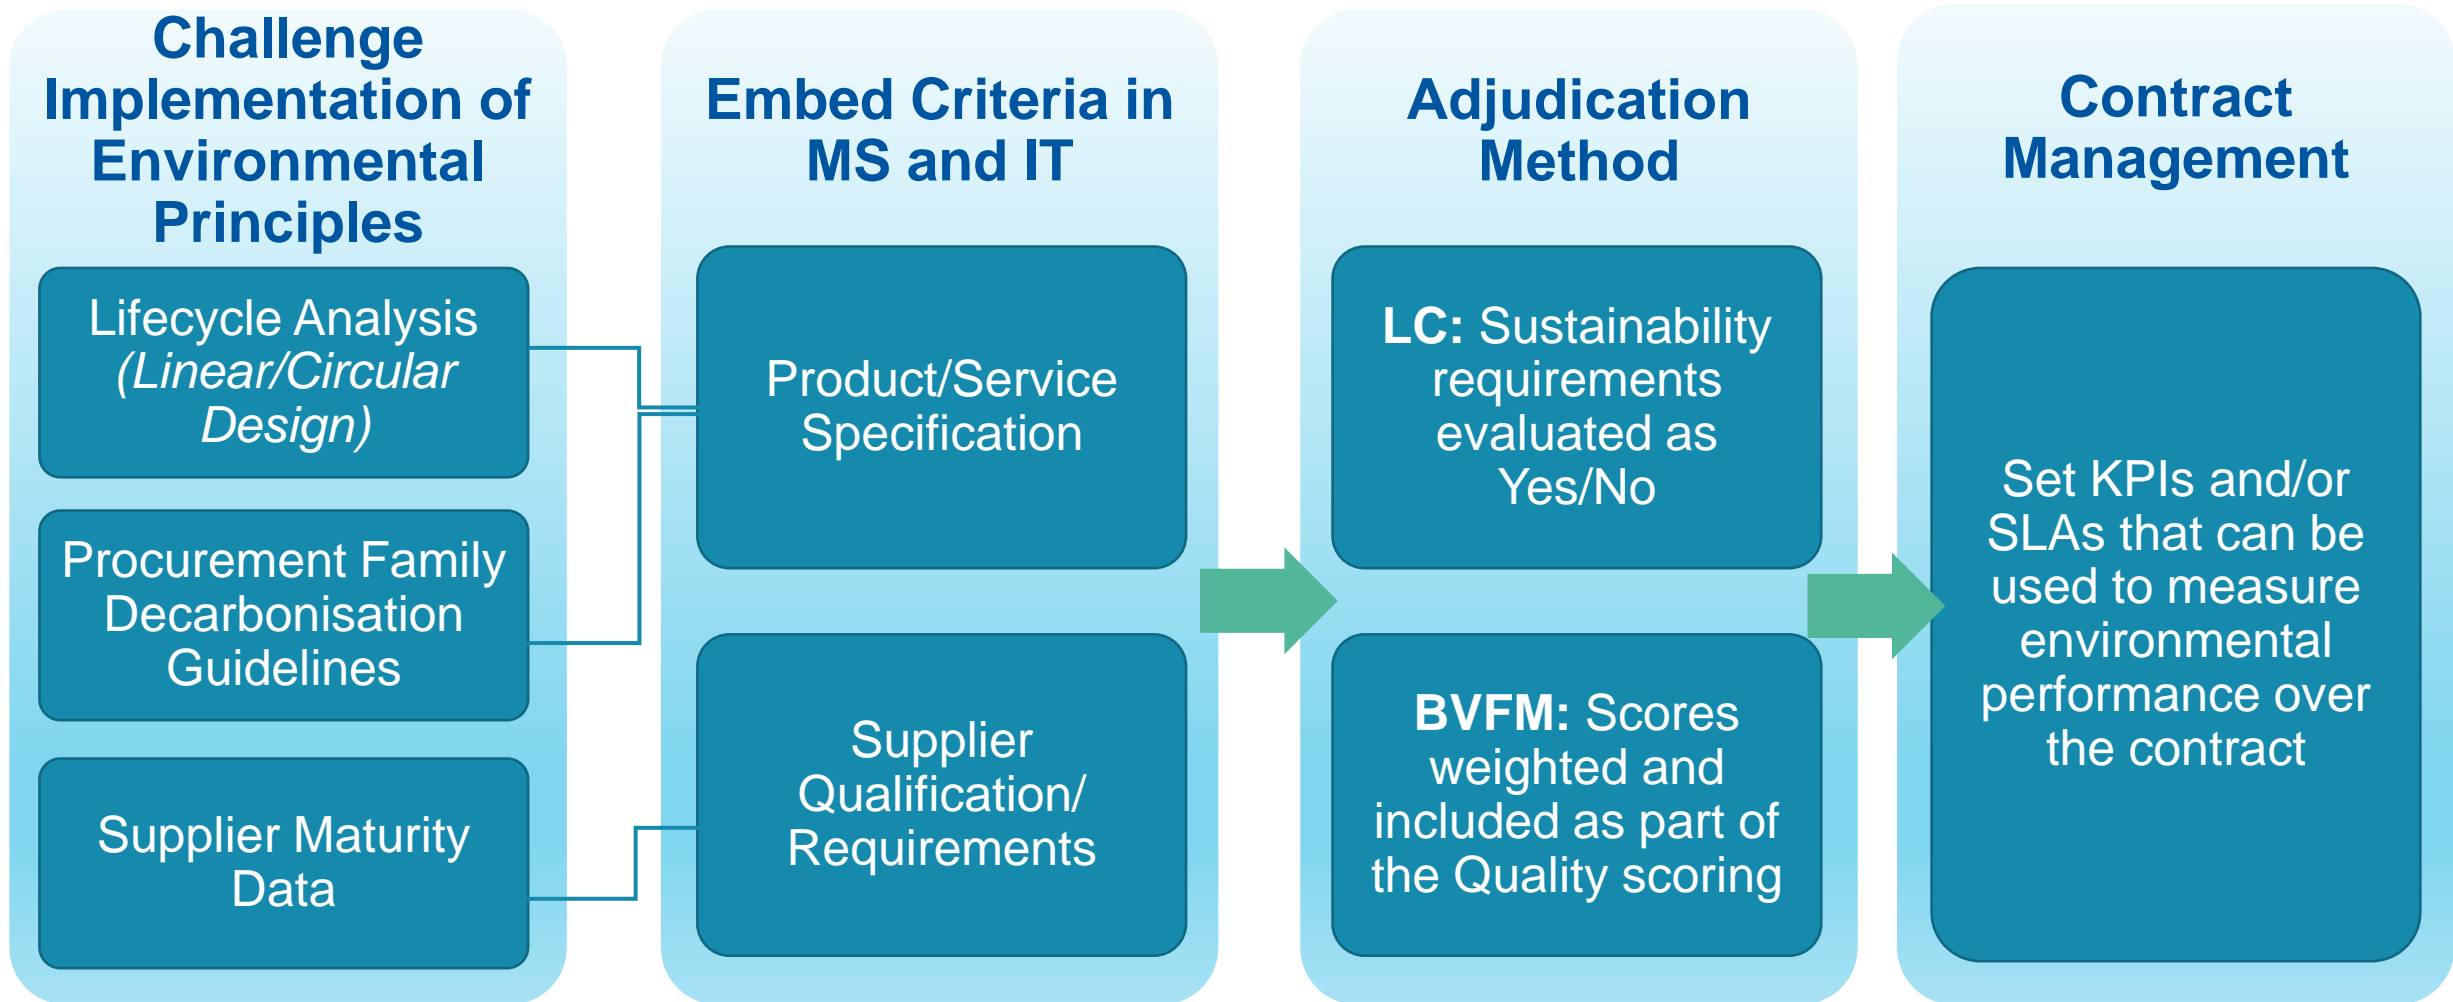 Challenge
Implementation of
Environmental
Principles
Lifecycle Analysis
(Linear/Circular
Design)
Procurement Family
Decarbonisation
Guidelines
Supplier Maturity
Data
Embed Criteria in
MS and IT
Product/Service
Specification
Supplier
Qualification/
Requirements
Adjudication
Method
LC: Sustainability
requirements
evaluated as
Yes/No
BVFM: Scores
weighted and
included as part of
the Quality scoring
Contract
Management
Set KPIs and/or
SLAs that can be
used to measure
environmental
performance over
the contract